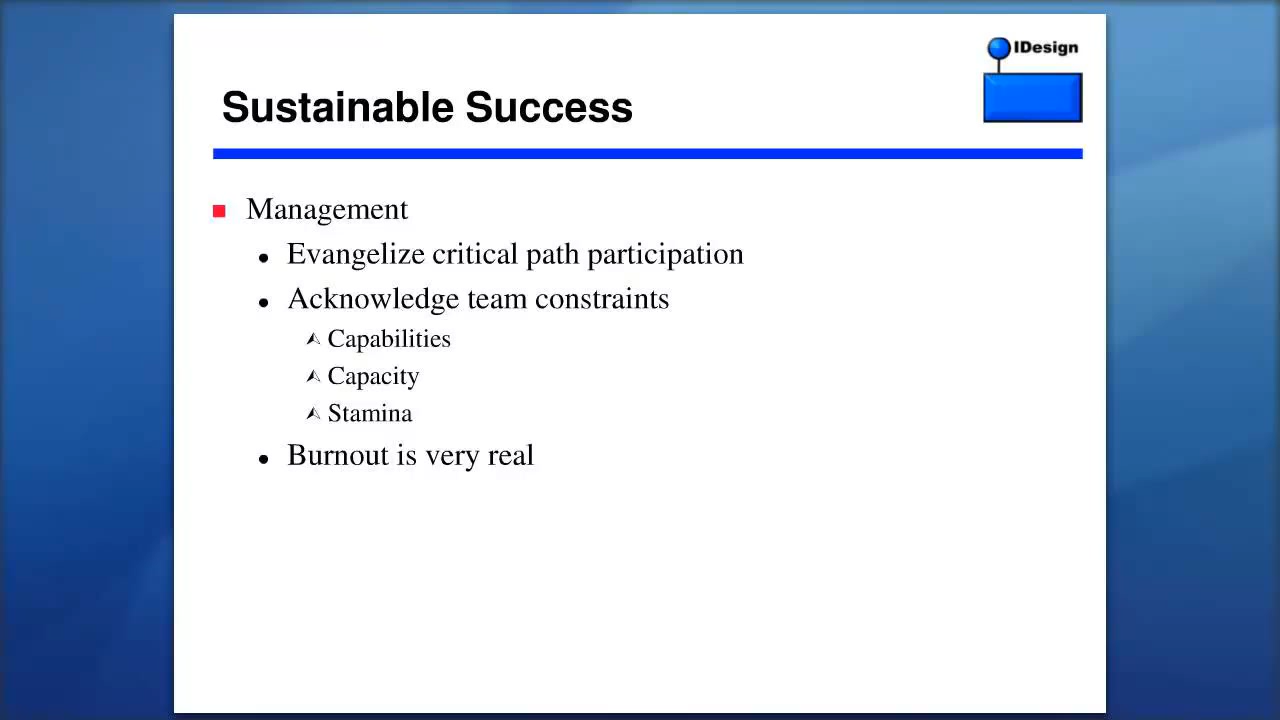 IDesign
Sustainable Success
Management
Evangelize critical path participation
Acknowledge team constraints
Capabilities
Capacity
Stamina
Burnout is very real